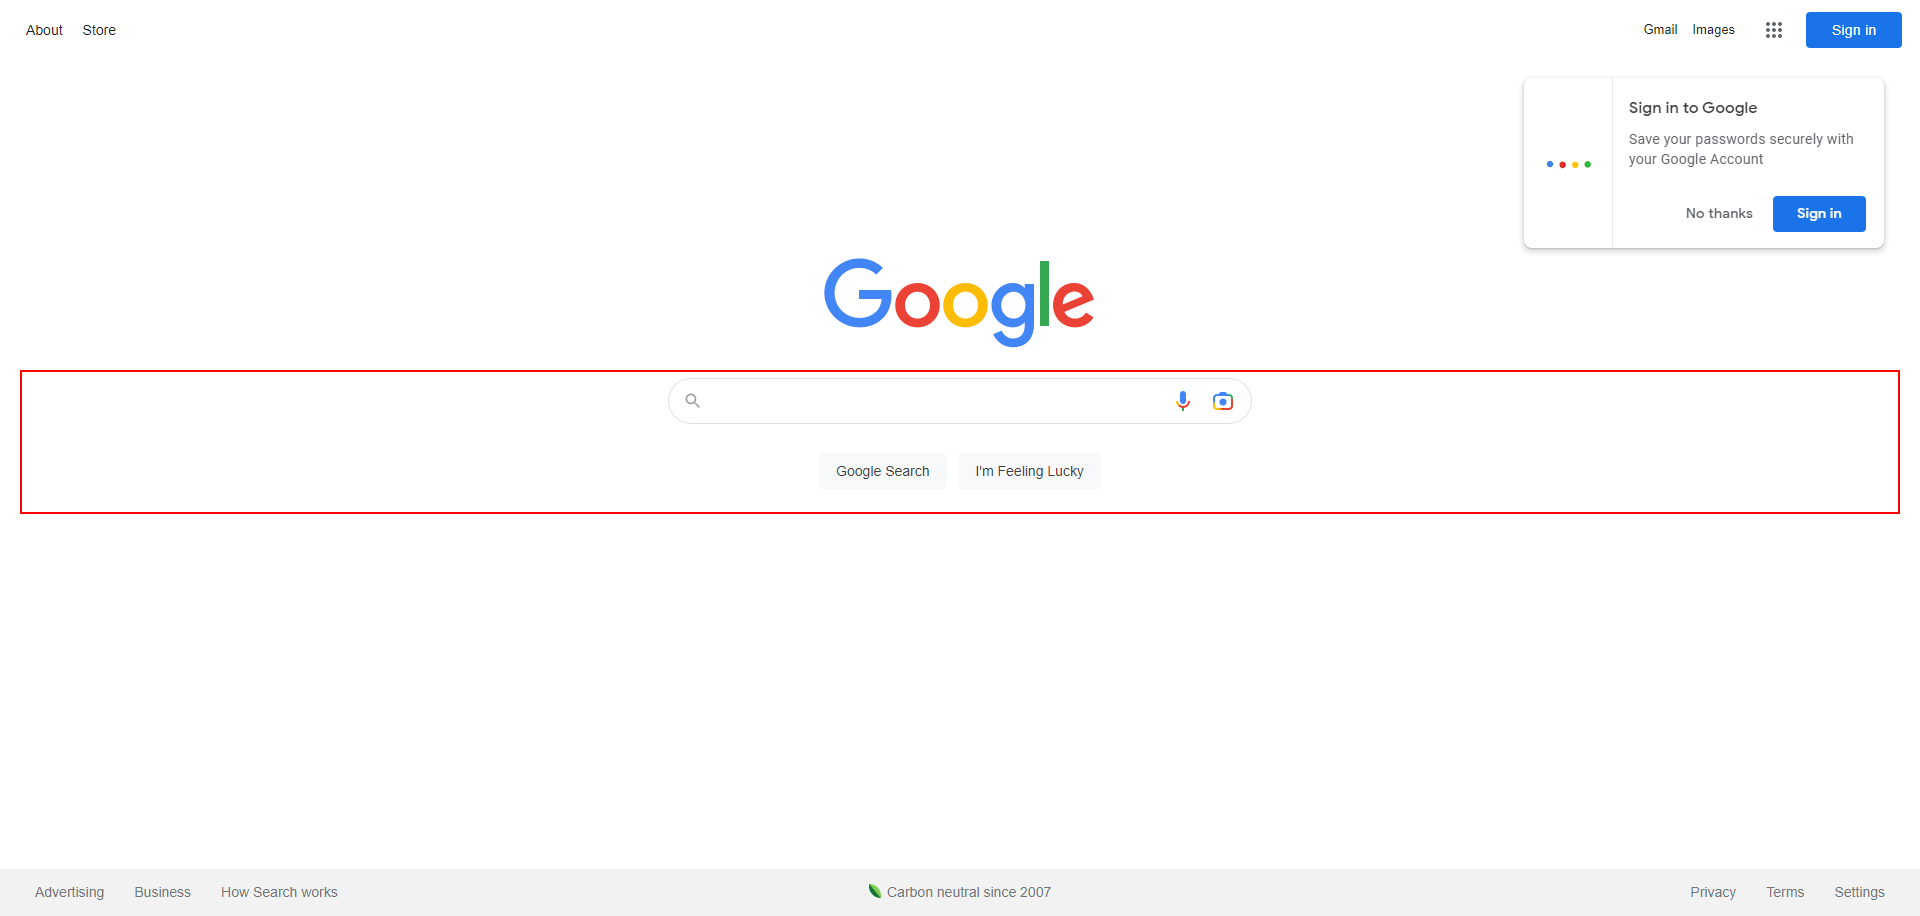 About Store Gmail Images Sign in
Sign in to Google
Save your passwords securely with
your Google Account
No thanks Sign in
Google
Google Search I'm Feeling Lucky
Advertising Business How Search works Carbon neutral since 2007 Privacy Terms Settings